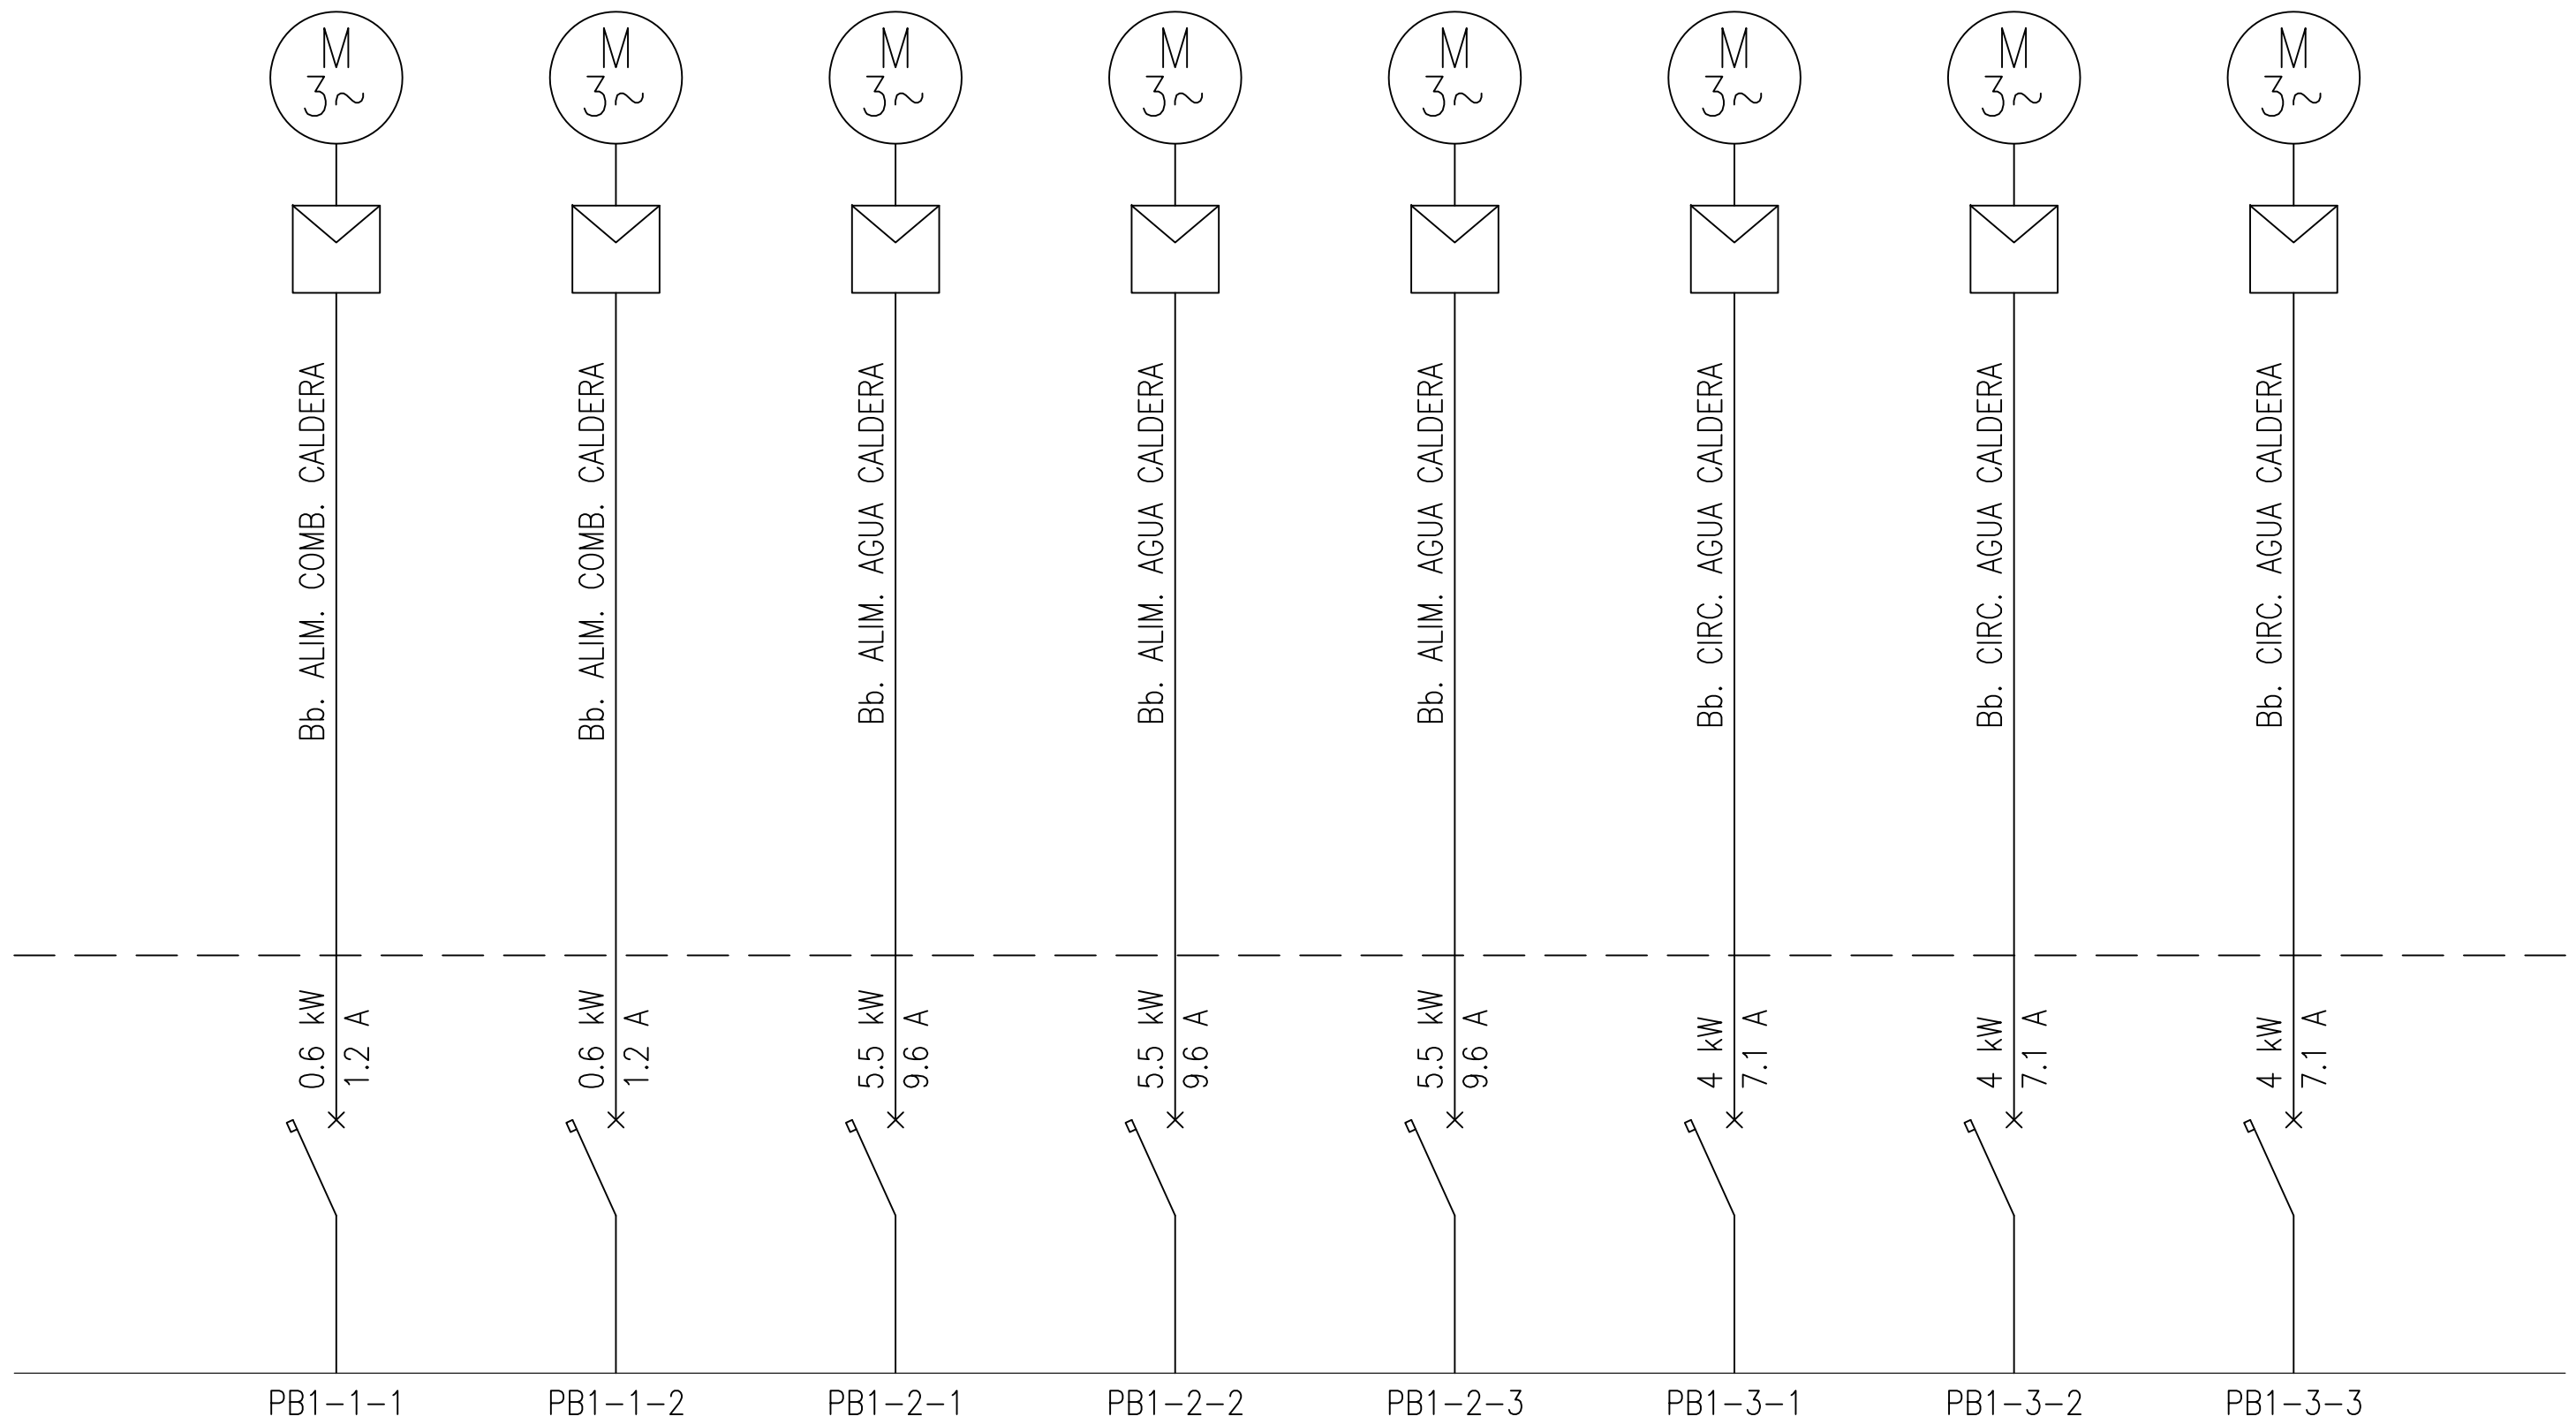 M
3~
M
3~
M
3~
M
3~
M
3~
M
3~
M
3~
M
3~
Bb. ALIM. COMB. CALDERA
Bb. ALIM. COMB. CALDERA
Bb. ALIM. AGUA CALDERA
Bb. ALIM. AGUA CALDERA
Bb. ALIM. AGUA CALDERA
Bb. CIRC. AGUA CALDERA
Bb. CIRC. AGUA CALDERA
Bb. CIRC. AGUA CALDERA
0.6 kW
1.2 A
0.6 kW
1.2 A
5.5 kW
9.6 A
5.5 kW
9.6 A
5.5 kW
9.6 A
4 kW
7.1 A
4 kW
7.1 A
4 kW
7.1 A
PB1-1-1
PB1-1-2
PB1-2-1
PB1-2-2
PB1-2-3
PB1-3-1
PB1-3-2
PB1-3-3